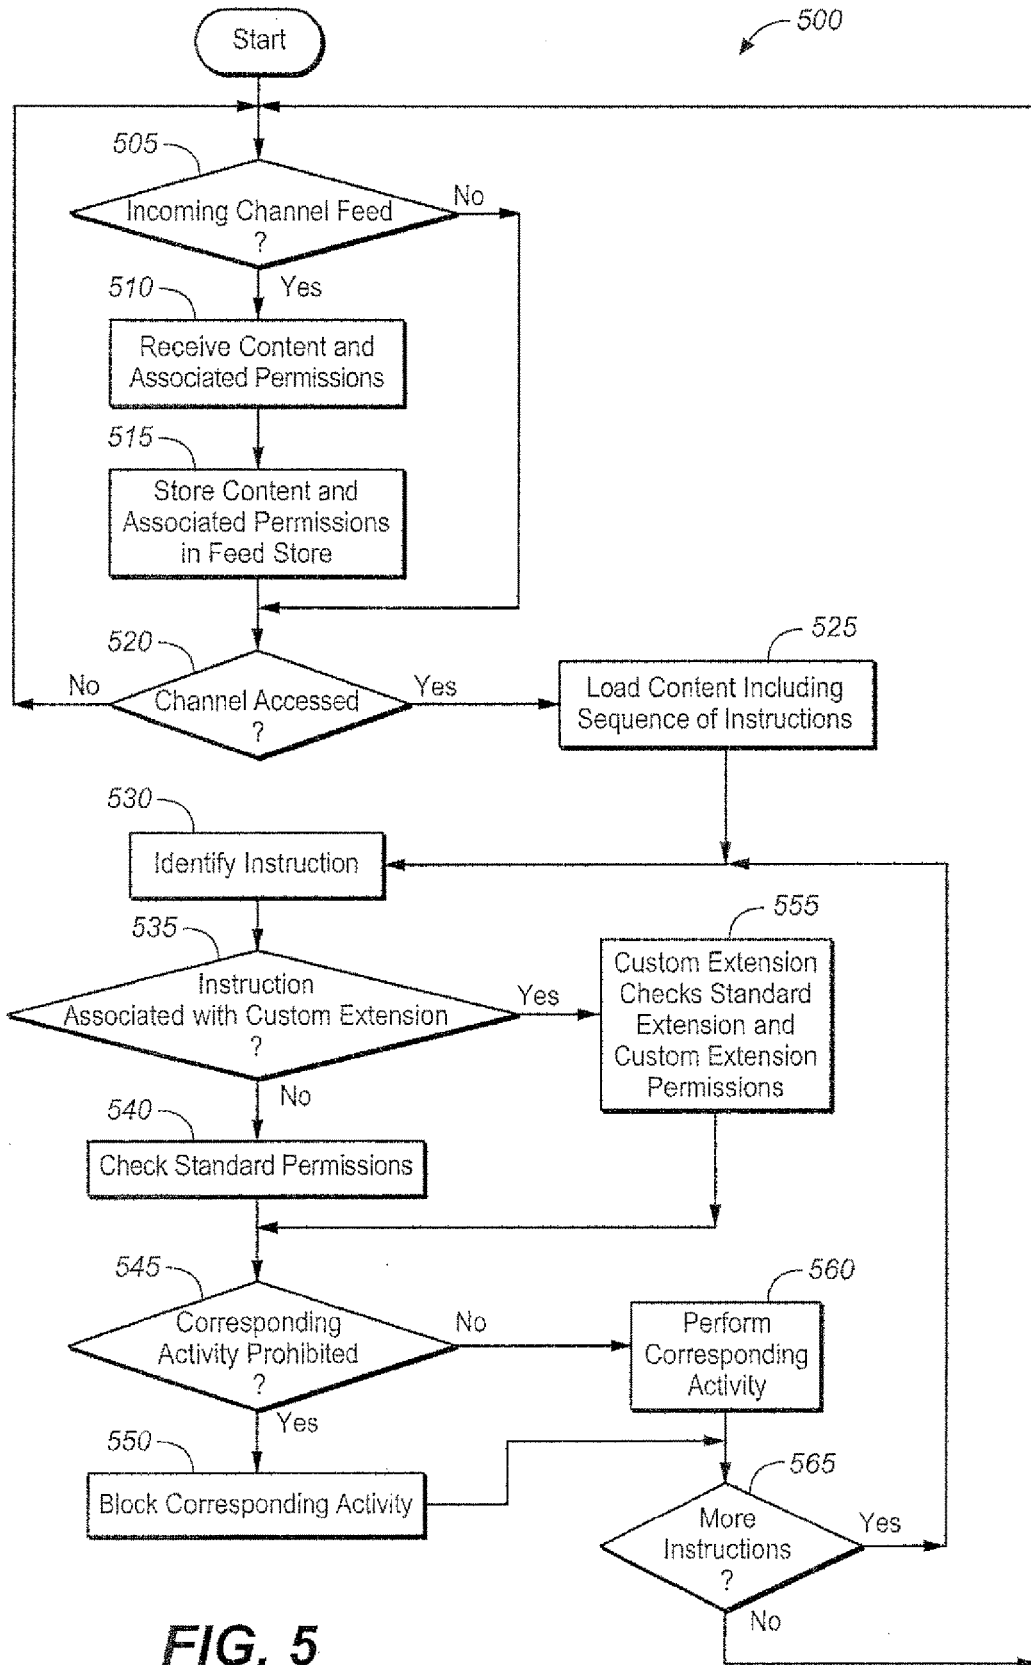 Start
500
505
Incoming Channel Feed
?
No
Yes
510
Receive Content and
Associated Permissions
515
Store Content and
Associated Permissions
in Feed Store
520
No
Channel Accessed
?
Yes
525
Load Content Including
Sequence of Instructions
530
Identify Instruction
535
Instruction
Associated with Custom Extension
?
Yes
No
555
Custom Extension
Checks Standard
Extension and
Custom Extension
Permissions
540
Check Standard Permissions
545
Corresponding
Activity Prohibited
?
No
Yes
560
Perform
Corresponding
Activity
550
Block Corresponding Activity
565
More
Instructions
?
Yes
No
FIG. 5